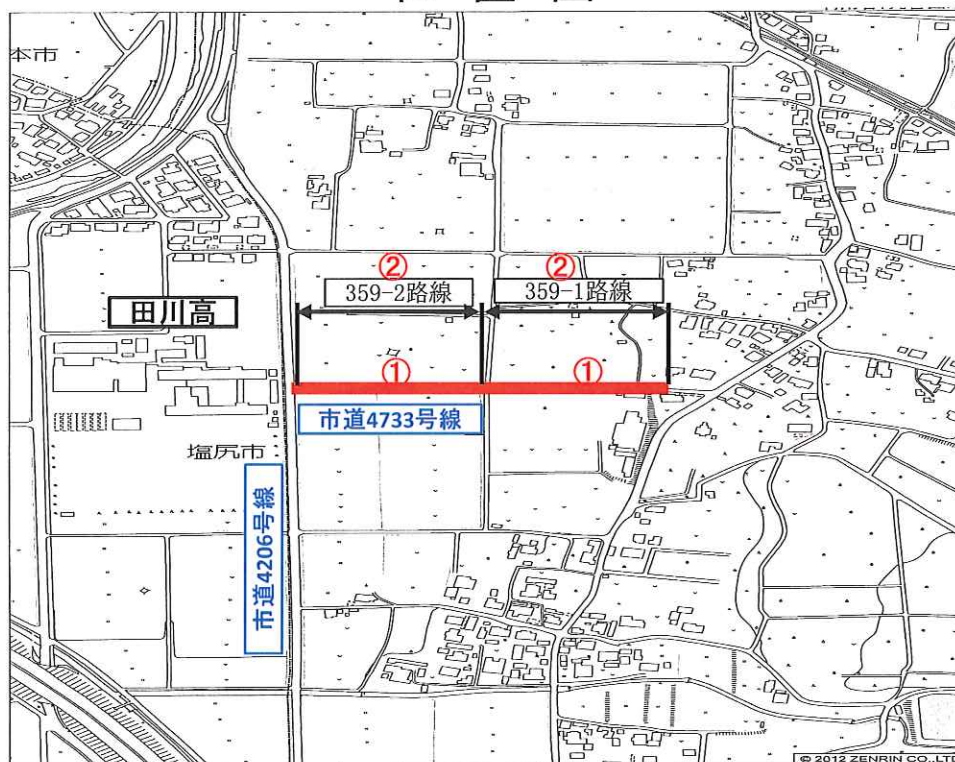 本市
②
②
359-2路線
359-1路線
田川高
①
①
市道4733号線
塩尻市
市道4206号線
© 2012 ZENRIN CO.,LTD